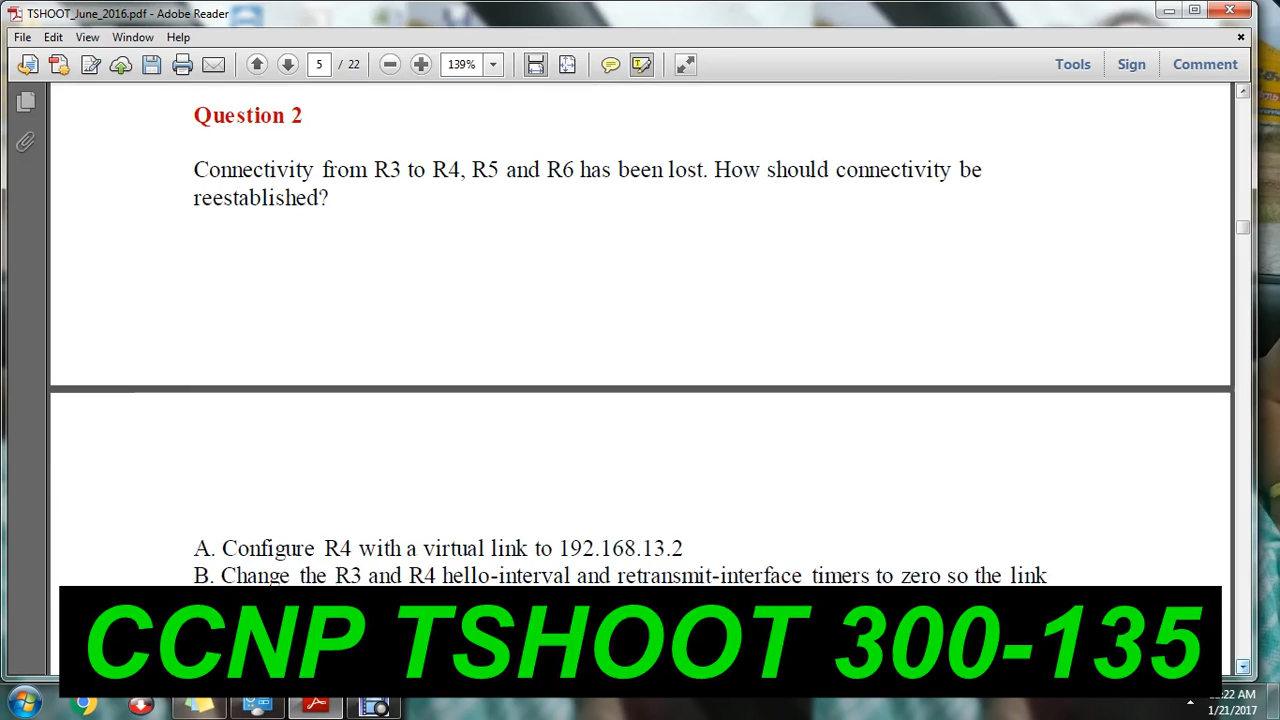 TSHOOT_June_2016.pdf - Adobe Reader
File Edit View Window Help
5 / 22 139% Tools Sign Comment
Question 2
Connectivity from R3 to R4, R5 and R6 has been lost. How should connectivity be
reestablished?
A. Configure R4 with a virtual link to 192.168.13.2
B. Change the R3 and R4 hello-interval and retransmit-interface timers to zero so the link
CCNP TSHOOT 300-135
:22 AM
1/21/2017